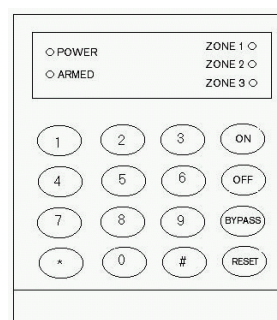 POWER
ARMED
ZONE 1
ZONE 2
ZONE 3
1 2 3 ON
4 5 6 OFF
7 8 9 BYPASS
* 0 # RESET